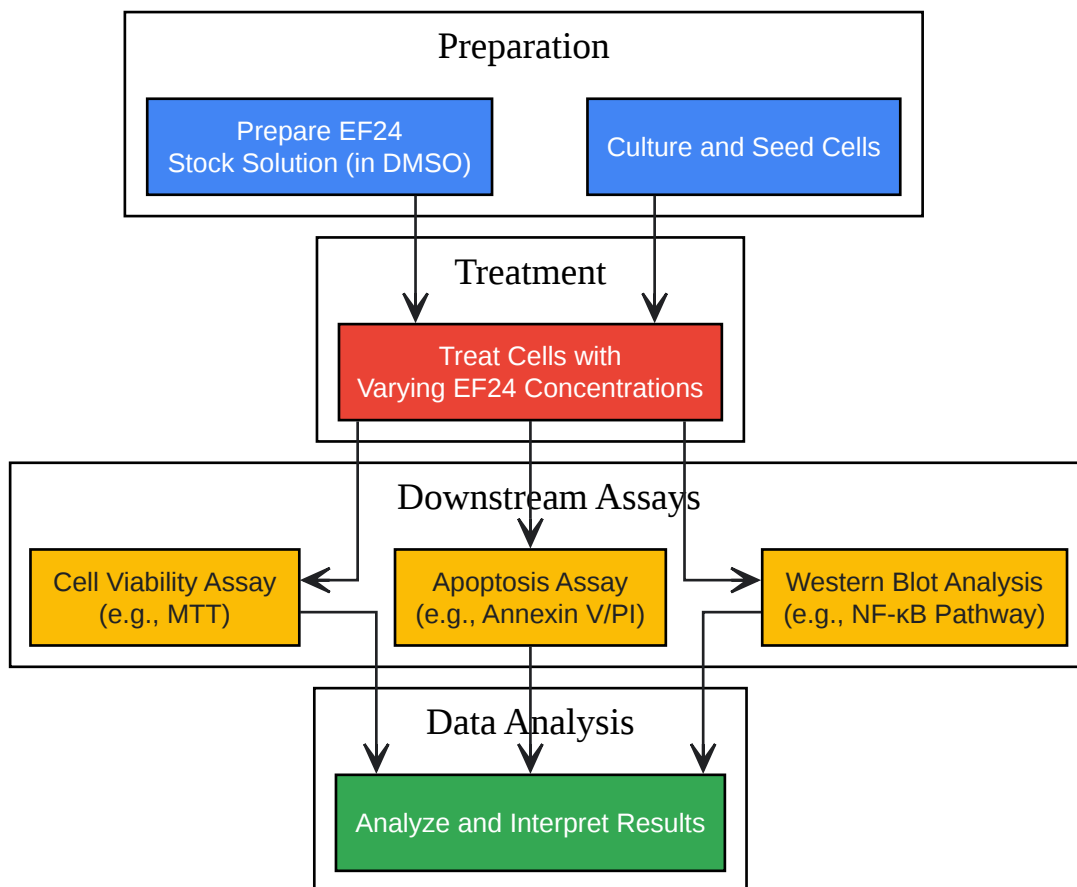 Preparation
Prepare EF24
Stock Solution (in DMSO)
Culture and Seed Cells
Treatment
Treat Cells with
Varying EF24 Concentrations
Downstream Assays
Cell Viability Assay
(e.g., MTT)
Apoptosis Assay
(e.g., Annexin V/PI)
Western Blot Analysis
(e.g., NF-κB Pathway)
Data Analysis
Analyze and Interpret Results